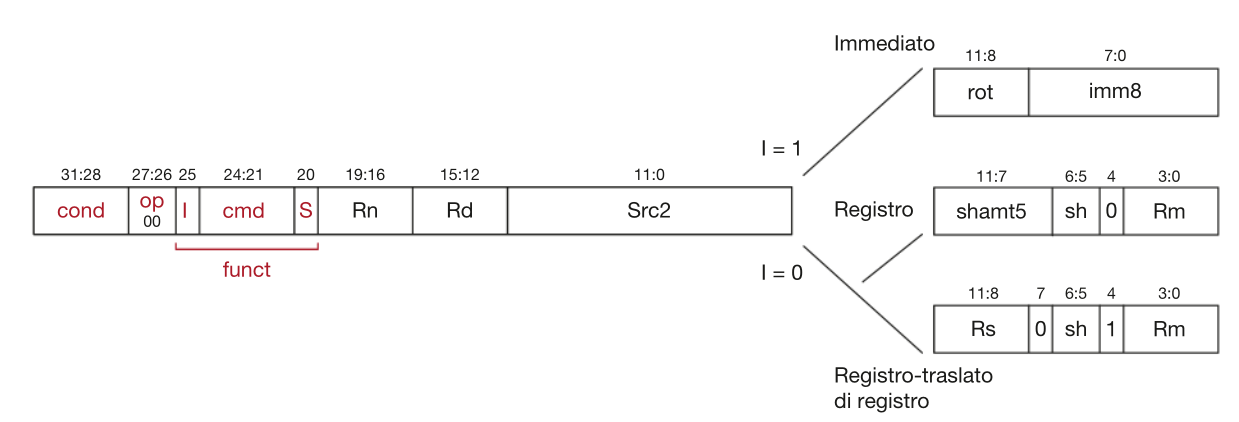 Immediato
11:8 7:0
rot imm8
I = 1
31:28 27:26 25 24:21 20 19:16 15:12 11:0
cond op 00 I cmd S Rn Rd Src2
funct
Registro
11:7 6:5 4 3:0
shamt5 sh 0 Rm
I = 0
11:8 7 6:5 4 3:0
Rs 0 sh 1 Rm
Registro-traslato
di registro